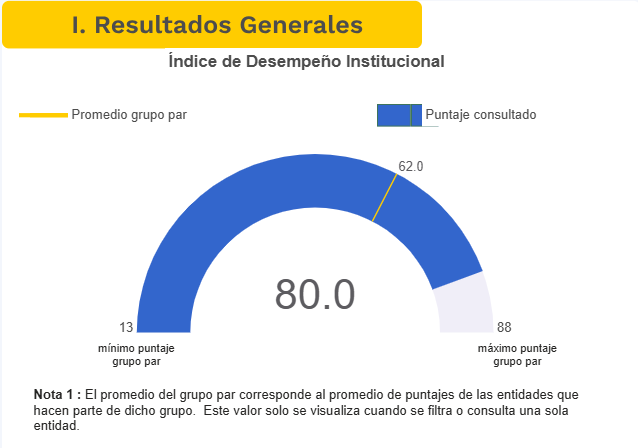 I. Resultados Generales
Índice de Desempeño Institucional
Promedio grupo par
Puntaje consultado
62.0
80.0
13
88
mínimo puntaje
grupo par
máximo puntaje
grupo par
Nota 1 : El promedio del grupo par corresponde al promedio de puntajes de las entidades que
hacen parte de dicho grupo. Este valor solo se visualiza cuando se filtra o consulta una sola
entidad.